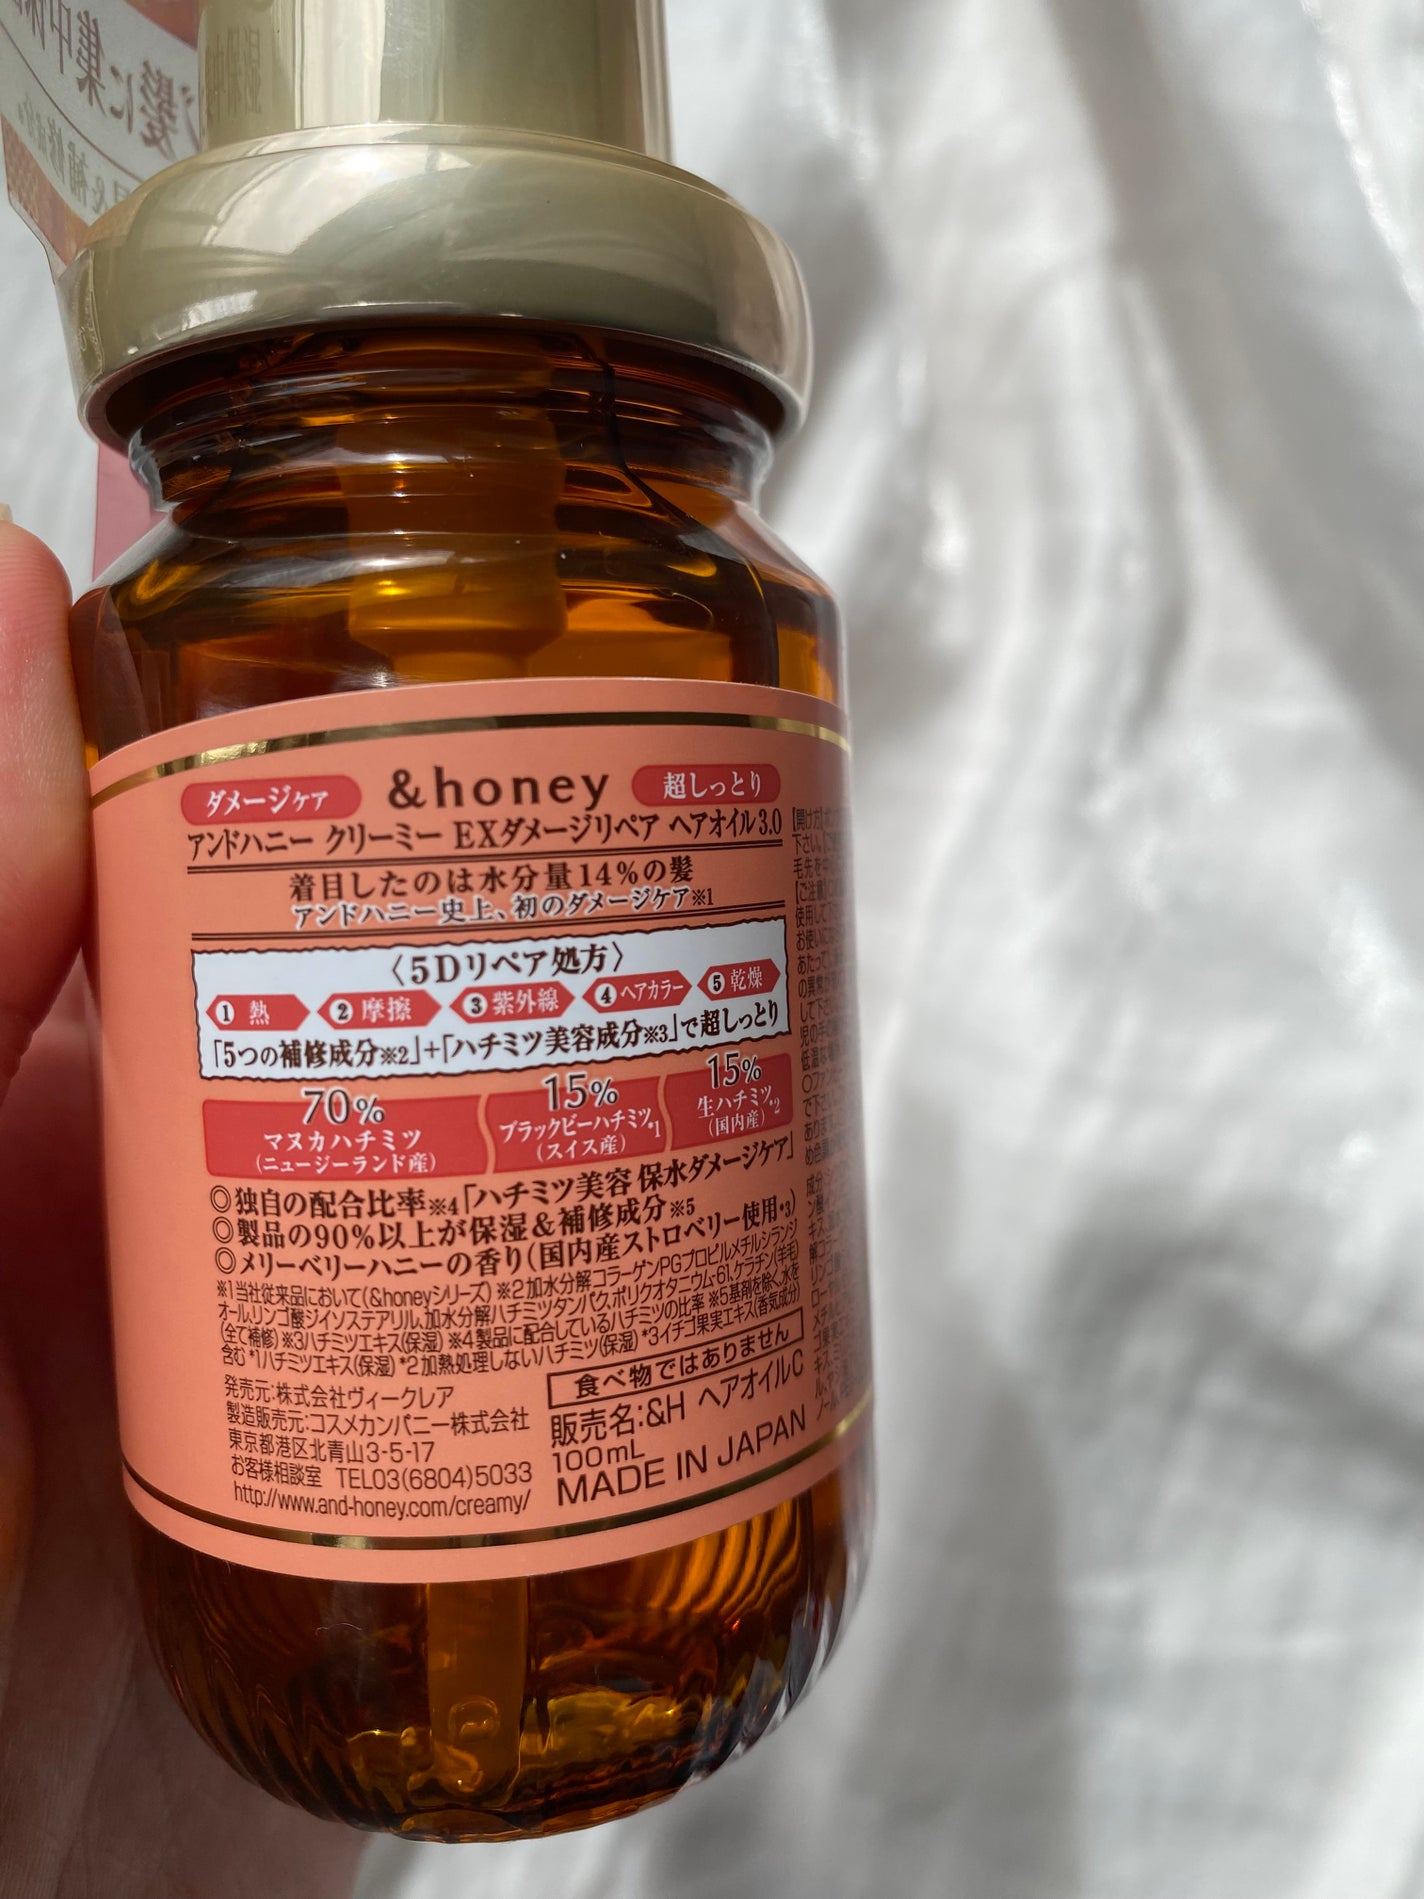 ダメージケア &honey 超しっとり
アンドハニー クリーミー EXダメージリペア ヘアオイル3.0
着目したのは水分量14%の髪
アンドハニー史上、初のダメージケア※1
〈5Dリペア処方〉
1 熱 2 摩擦 3 紫外線 4 ヘアカラー 5 乾燥
「5つの補修成分※2」+「ハチミツ美容成分※3」で超しっとり
70% 15% 15%
マヌカハチミツ ブラックビーハチミツ*1 生ハチミツ*2
(ニュージーランド産) (スイス産) (国内産)
◎独自の配合比率※4「ハチミツ美容 保水ダメージケア」
◎製品の90%以上が保湿&補修成分※5
◎メリーベリーハニーの香り(国内産ストロベリー使用*3)
※1当社従来品において(&honeyシリーズ) ※2加水分解コラーゲンPGプロピルメチルシランジ
オール,リンゴ酸ジイソステアリル,加水分解ハチミツタンパク,ポリクオタニウム-61,ケラチン(羊毛)
(全て補修) ※3ハチミツエキス(保湿) ※4製品に配合しているハチミツの比率 ※5基剤を除く,水を
含む *1ハチミツエキス(保湿) *2加熱処理しないハチミツ(保湿) *3イチゴ果実エキス(香気成分)
発売元:株式会社ヴィークレア
製造販売元:コスメカンパニー株式会社
東京都港区北青山3-5-17
お客様相談室 TEL03(6804)5033
http://www.and-honey.com/creamy/
食べ物ではありません
販売名:&H ヘアオイルC
100mL
MADE IN JAPAN
【開け方】
下さい。
毛先を
【ご注意】
使用して